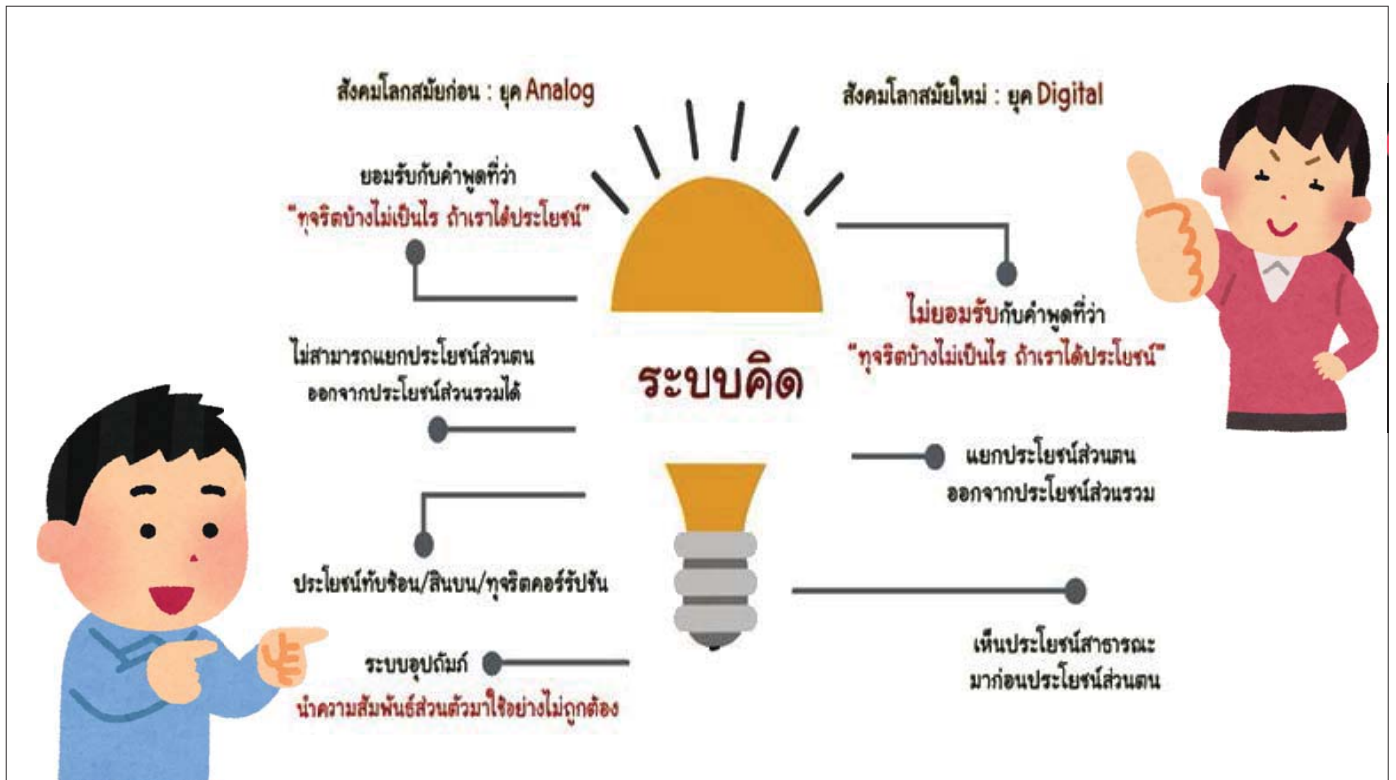 สังคมโลกสมัยก่อน : ยุค Analog
ยอมรับกับคำพูดที่ว่า
"ทุจริตบ้างไม่เป็นไร ถ้าเราได้ประโยชน์"
ไม่สามารถแยกประโยชน์ส่วนตน
ออกจากประโยชน์ส่วนรวมได้
ประโยชน์ทับซ้อน/สินบน/ทุจริตคอร์รัปชัน
ระบบอุปถัมภ์
นำความสัมพันธ์ส่วนตัวมาใช้อย่างไม่ถูกต้อง
ระบบคิด
สังคมโลกสมัยใหม่ : ยุค Digital
ไม่ยอมรับกับคำพูดที่ว่า
"ทุจริตบ้างไม่เป็นไร ถ้าเราได้ประโยชน์"
แยกประโยชน์ส่วนตน
ออกจากประโยชน์ส่วนรวม
เห็นประโยชน์สาธารณะ
มาก่อนประโยชน์ส่วนตน